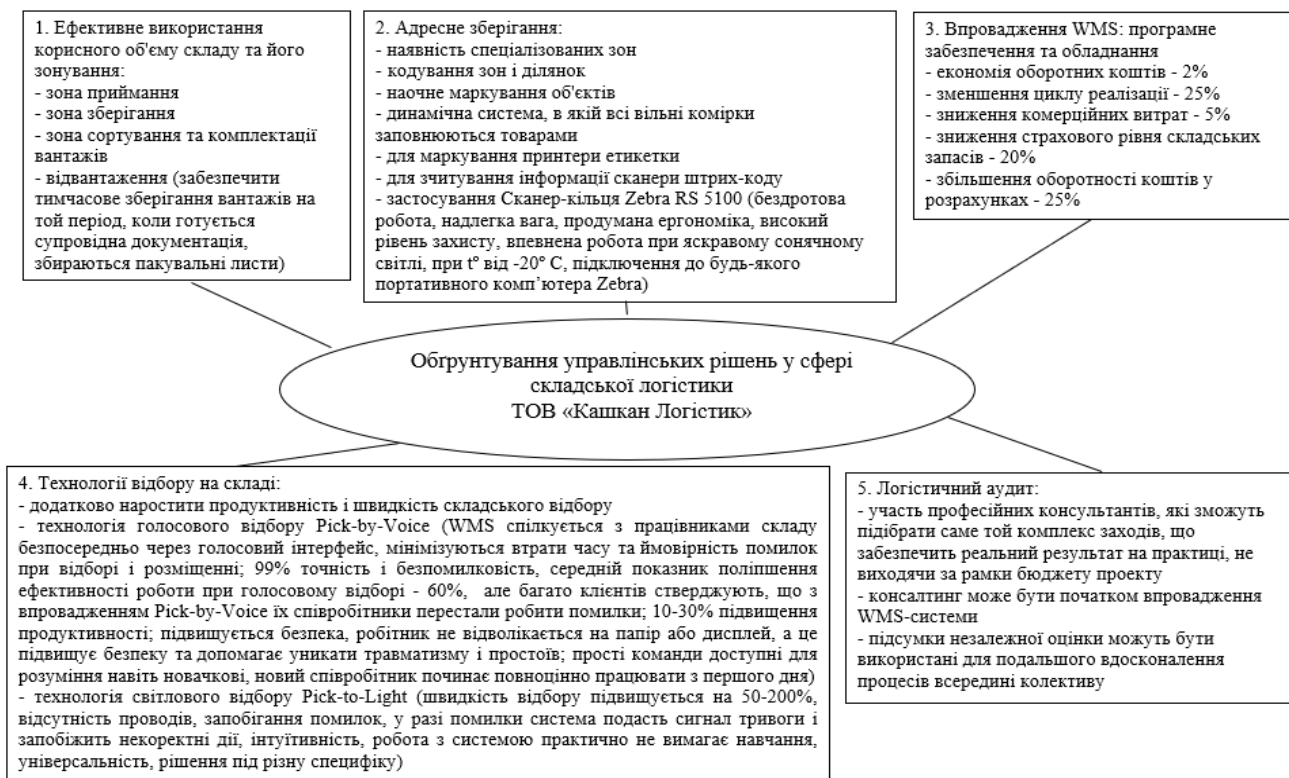 1. Ефективне використання
корисного об'єму складу та його
зонування:
- зона приймання
- зона зберігання
- зона сортування та комплектації
вантажів
- відвантаження (забезпечити
тимчасове зберігання вантажів на
той період, коли готується
супровідна документація,
збираються пакувальні листи)
2. Адресне зберігання:
- наявність спеціалізованих зон
- кодування зон і ділянок
- наочне маркування об'єктів
- динамічна система, в якій всі вільні комірки
заповнюються товарами
- для маркування принтери етикетки
- для зчитування інформації сканери штрих-коду
- застосування Сканер-кільця Zebra RS 5100 (бездротова
робота, надлегка вага, продумана ергономіка, високий
рівень захисту, впевнена робота при яскравому сонячному
світлі, при tº від -20º С, підключення до будь-якого
портативного комп’ютера Zebra)
3. Впровадження WMS: програмне
забезпечення та обладнання
- економія оборотних коштів - 2%
- зменшення циклу реалізації - 25%
- зниження комерційних витрат - 5%
- зниження страхового рівня складських
запасів - 20%
- збільшення оборотності коштів у
розрахунках - 25%
Обґрунтування управлінських рішень у сфері
складської логістики
ТОВ «Кашкан Логістик»
4. Технології відбору на складі:
- додатково наростити продуктивність і швидкість складського відбору
- технологія голосового відбору Pick-by-Voice (WMS спілкується з працівниками складу
безпосередньо через голосовий інтерфейс, мінімізуються втрати часу та ймовірність помилок
при відборі і розміщенні; 99% точність і безпомилковість, середній показник поліпшення
ефективності роботи при голосовому відборі - 60%, але багато клієнтів стверджують, що з
впровадженням Pick-by-Voice їх співробітники перестали робити помилки; 10-30% підвищення
продуктивності; підвищується безпека, робітник не відволікається на папір або дисплей, а це
підвищує безпеку та допомагає уникати травматизму і простоїв; прості команди доступні для
розуміння навіть новачкові, новий співробітник починає повноцінно працювати з першого дня)
- технологія світлового відбору Pick-to-Light (швидкість відбору підвищується на 50-200%,
відсутність проводів, запобігання помилок, у разі помилки система подасть сигнал тривоги і
запобіжить некоректні дії, інтуїтивність, робота з системою практично не вимагає навчання,
універсальність, рішення під різну специфіку)
5. Логістичний аудит:
- участь професійних консультантів, які зможуть
підібрати саме той комплекс заходів, що
забезпечить реальний результат на практиці, не
виходячи за рамки бюджету проекту
- консалтинг може бути початком впровадження
WMS-системи
- підсумки незалежної оцінки можуть бути
використані для подальшого вдосконалення
процесів всередині колективу